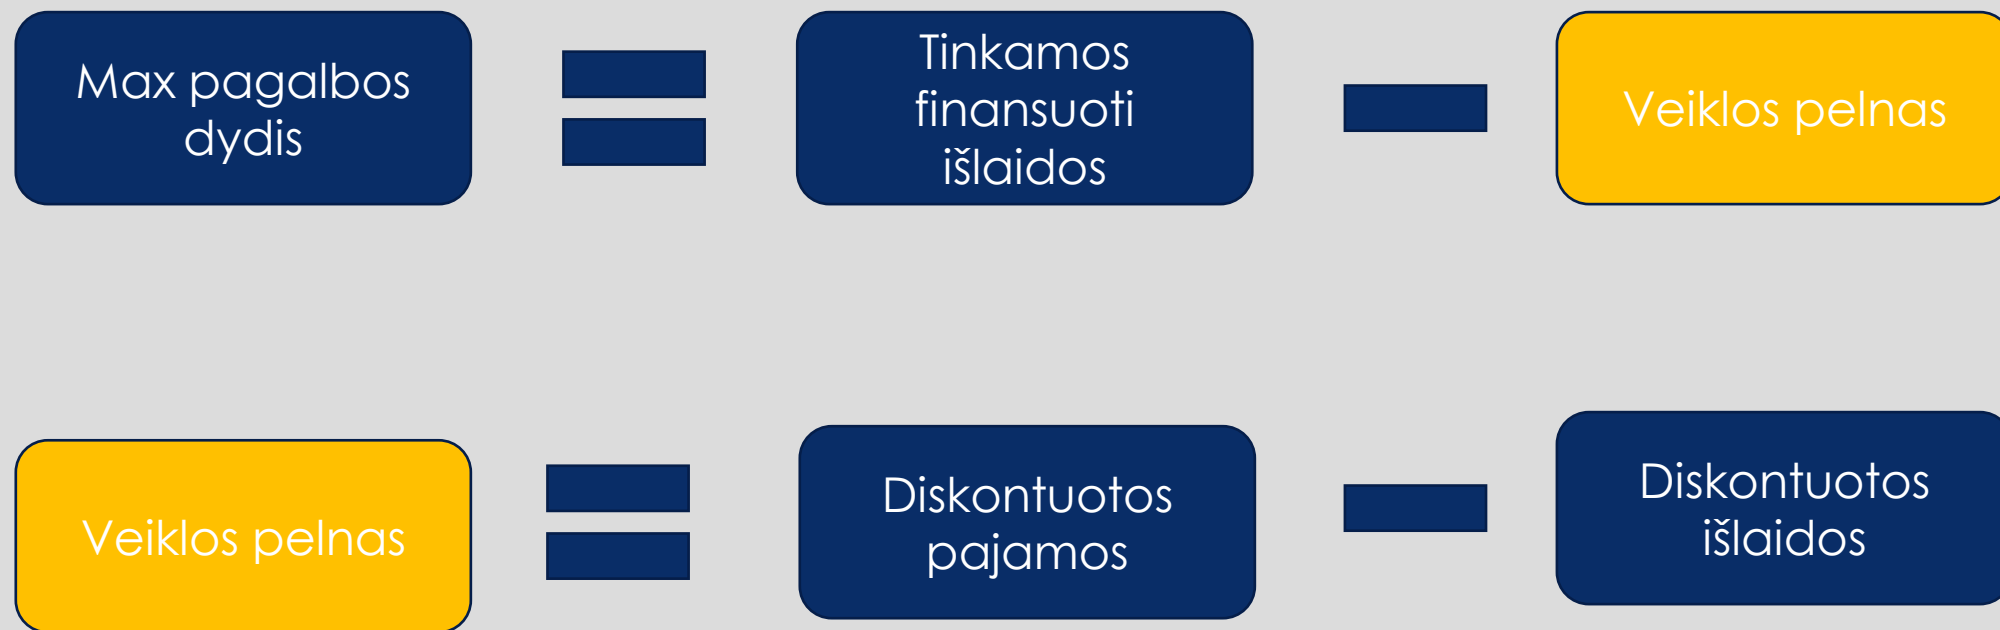 Max pagalbos
dydis
Tinkamos
finansuoti
išlaidos
Veiklos pelnas
Veiklos pelnas
Diskontuotos
pajamos
Diskontuotos
išlaidos